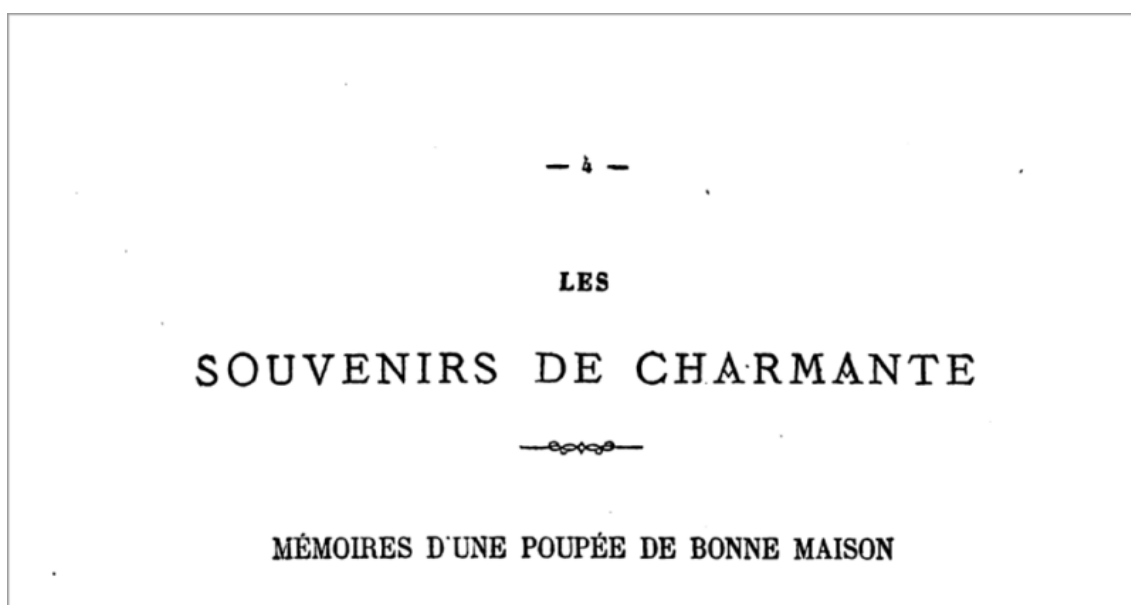 — 4 —
LES
SOUVENIRS DE CHARMANTE
MÉMOIRES D'UNE POUPÉE DE BONNE MAISON